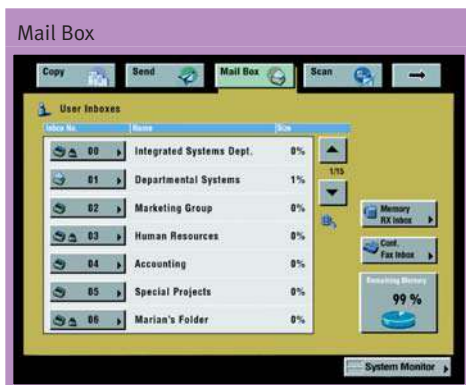 Mail Box
Copy Send Mail Box Scan
User Inboxes
Inbox No. Name Size
00 Integrated Systems Dept. 0%
01 Departmental Systems 1%
02 Marketing Group 0%
03 Human Resources 0%
04 Accounting 0%
05 Special Projects 0%
06 Marian's Folder 0%
1/15
Memory
RX Inbox
Conf.
Fax Inbox
Remaining Memory
99 %
System Monitor